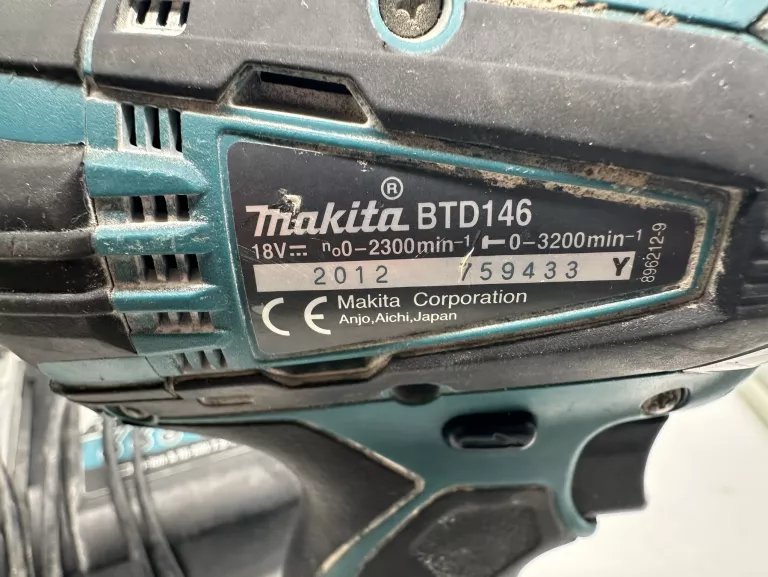 ®
Makita BTD146
18V⎓ n₀0-2300min⁻¹ 0-3200min⁻¹
2012 759433 Y
CE Makita Corporation
Anjo,Aichi,Japan
896212-9